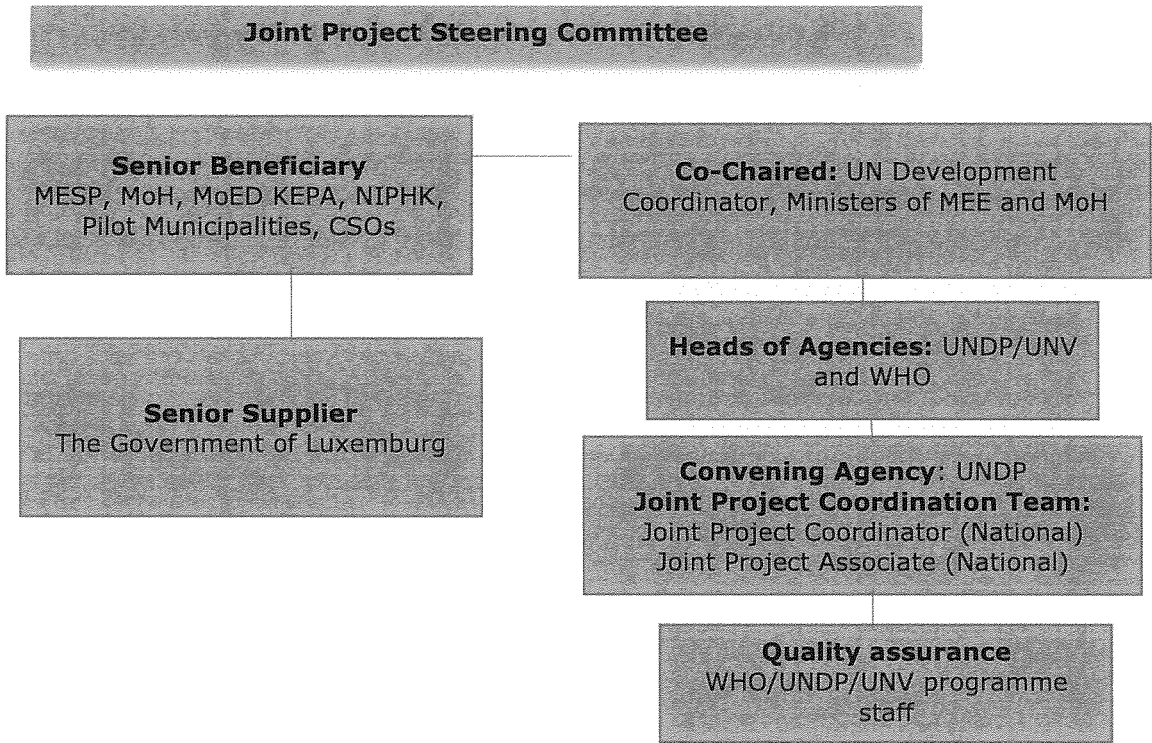 Joint Project Steering Committee
Senior Beneficiary
MESP, MoH, MoED KEPA, NIPHK,
Pilot Municipalities, CSOs
Co-Chaired: UN Development
Coordinator, Ministers of MEE and MoH
Heads of Agencies: UNDP/UNV
and WHO
Senior Supplier
The Government of Luxemburg
Convening Agency: UNDP
Joint Project Coordination Team:
Joint Project Coordinator (National)
Joint Project Associate (National)
Quality assurance
WHO/UNDP/UNV programme
staff